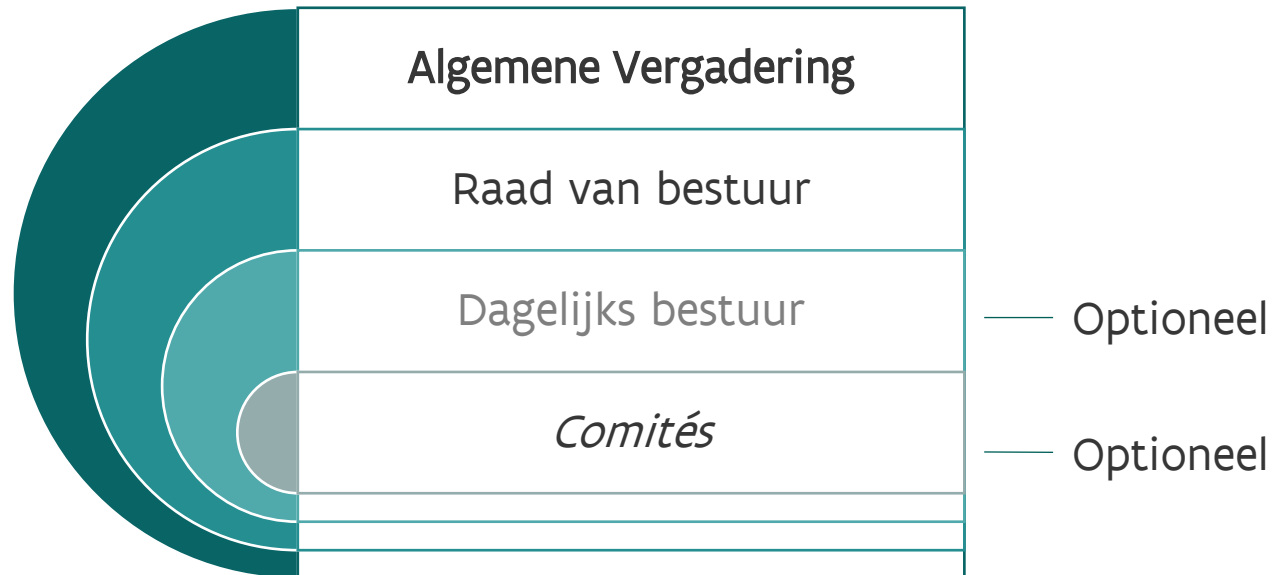 Algemene Vergadering
Raad van bestuur
Dagelijks bestuur
Optioneel
Comités
Optioneel